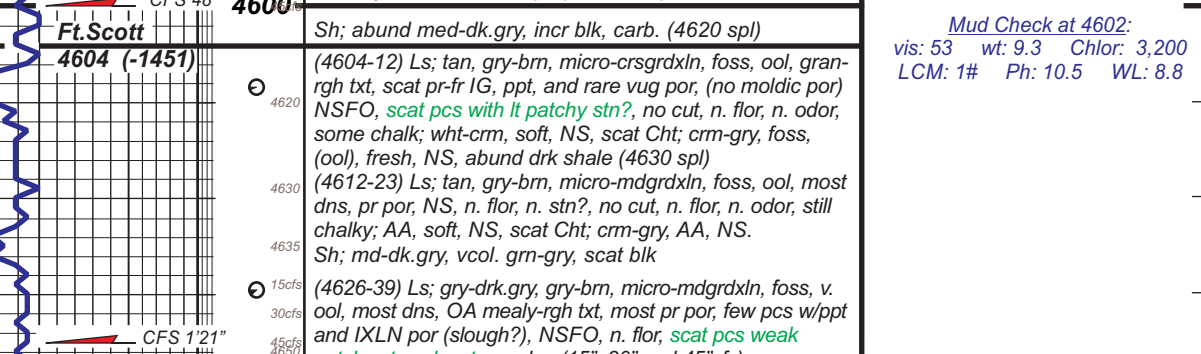 CFS 48"
4600
Ft.Scott
4604 (-1451)
Sh; abund med-dk.gry, incr blk, carb. (4620 spl)
(4604-12) Ls; tan, gry-brn, micro-crsgrdxln, foss, ool, gran-
rgh txt, scat pr-fr IG, ppt, and rare vug por, (no moldic por)
NSFO, scat pcs with lt patchy stn?, no cut, n. flor, n. odor,
some chalk; wht-crm, soft, NS, scat Cht; crm-gry, foss,
(ool), fresh, NS, abund drk shale (4630 spl)
(4612-23) Ls; tan, gry-brn, micro-mdgrdxln, foss, ool, most
dns, pr por, NS, n. flor, n. stn?, no cut, n. flor, n. odor, still
chalky; AA, soft, NS, scat Cht; crm-gry, AA, NS.
Sh; md-dk.gry, vcol. grn-gry, scat blk
(4626-39) Ls; gry-drk.gry, gry-brn, micro-mdgrdxln, foss, v.
ool, most dns, OA mealy-rgh txt, most pr por, few pcs w/ppt
and IXLN por (slough?), NSFO, n. flor, scat pcs weak
4620
4630
4635
15cfs
30cfs
45cfs
4650
CFS 1'21"
Mud Check at 4602:
vis: 53 wt: 9.3 Chlor: 3,200
LCM: 1# Ph: 10.5 WL: 8.8